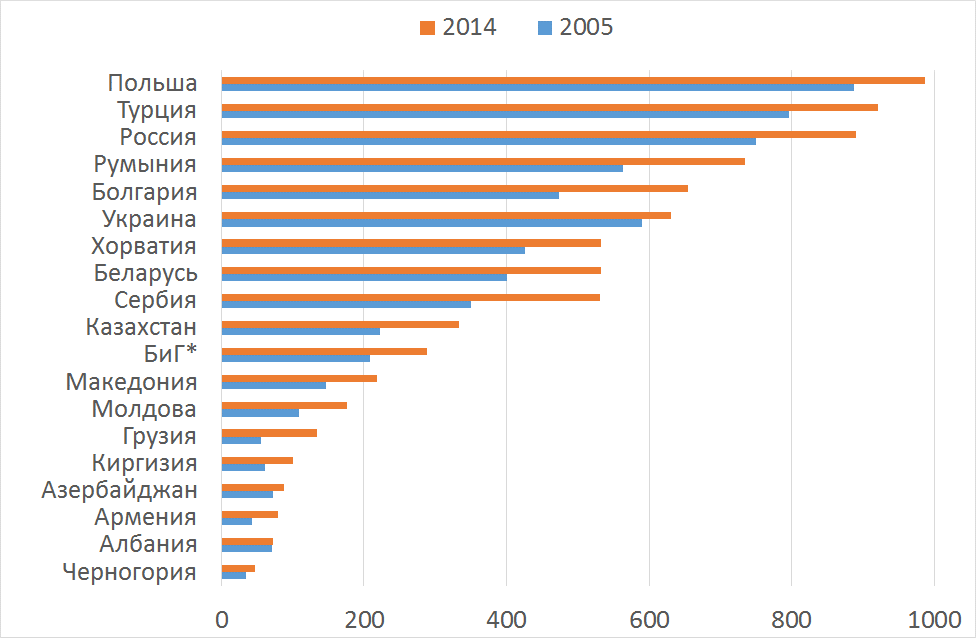 2014 2005
Польша
Турция
Россия
Румыния
Болгария
Украина
Хорватия
Беларусь
Сербия
Казахстан
БиГ*
Македония
Молдова
Грузия
Киргизия
Азербайджан
Армения
Албания
Черногория
0 200 400 600 800 1000